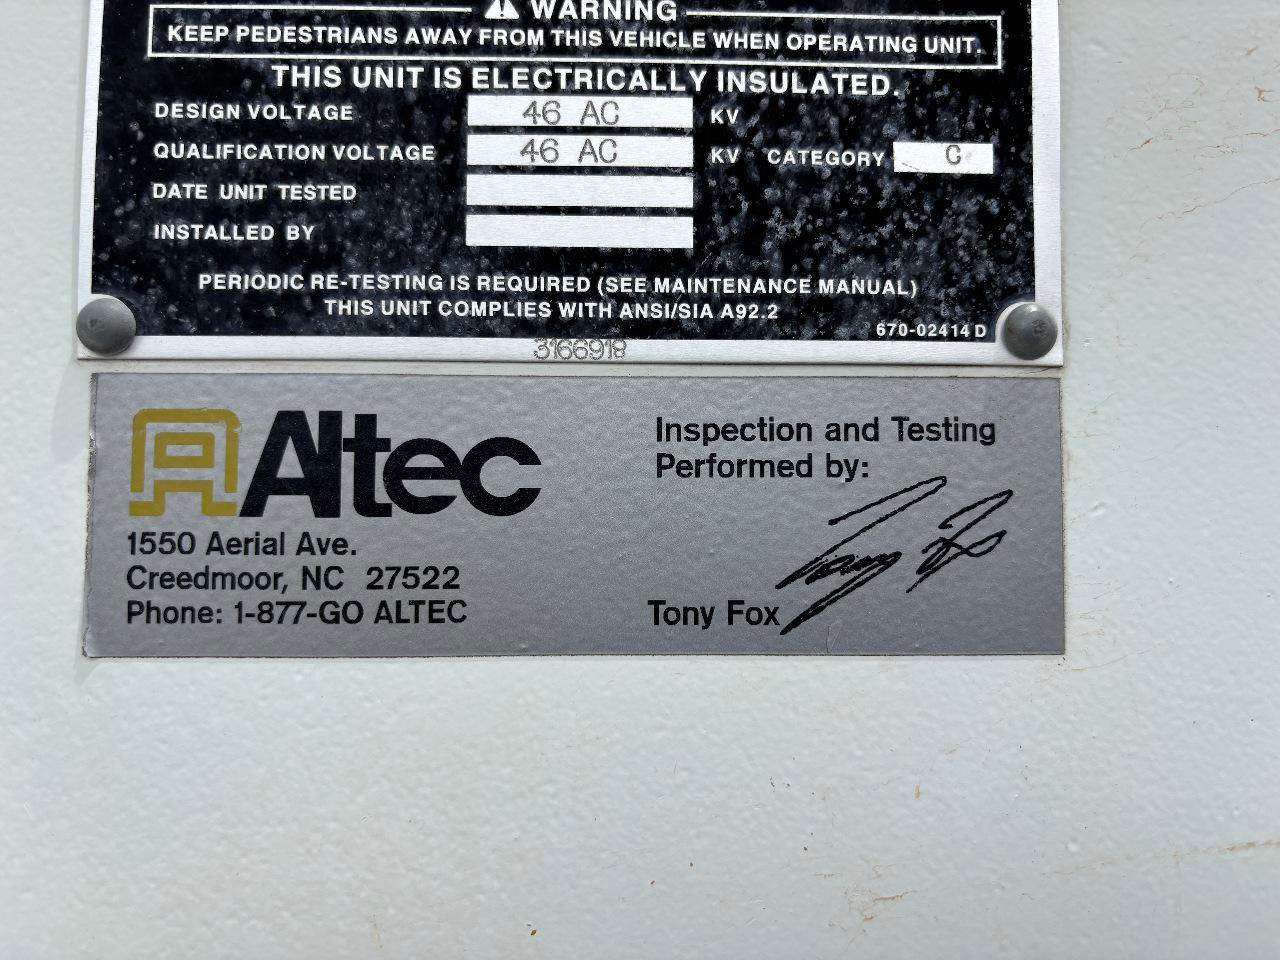 ⚠ WARNING
KEEP PEDESTRIANS AWAY FROM THIS VEHICLE WHEN OPERATING UNIT.
THIS UNIT IS ELECTRICALLY INSULATED.
DESIGN VOLTAGE 46 AC KV
QUALIFICATION VOLTAGE 46 AC KV CATEGORY C
DATE UNIT TESTED
INSTALLED BY
PERIODIC RE-TESTING IS REQUIRED (SEE MAINTENANCE MANUAL)
THIS UNIT COMPLIES WITH ANSI/SIA A92.2
670-02414 D
3166918
Altec
1550 Aerial Ave.
Creedmoor, NC 27522
Phone: 1-877-GO ALTEC
Inspection and Testing
Performed by:
Tony Fox
Tony Fox